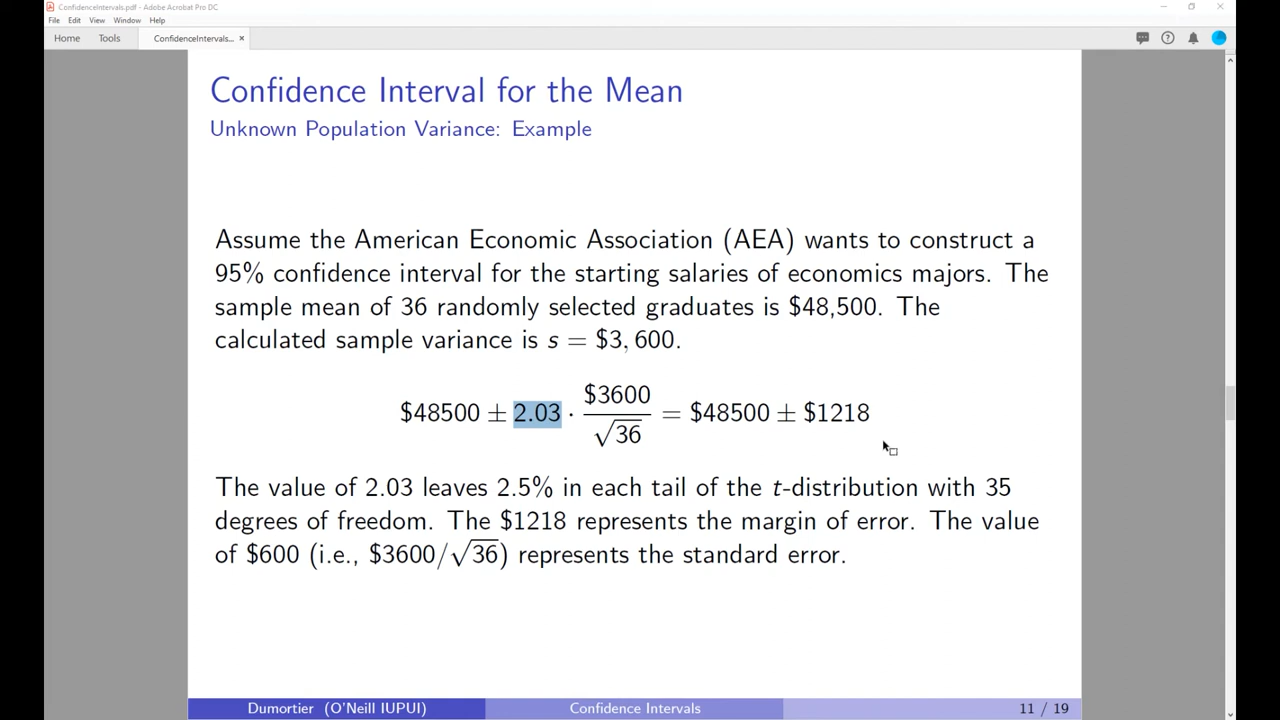 ConfidenceIntervals.pdf - Adobe Acrobat Pro DC
File Edit View Window Help
Home Tools ConfidenceIntervals... ×
Confidence Interval for the Mean
Unknown Population Variance: Example
Assume the American Economic Association (AEA) wants to construct a
95% confidence interval for the starting salaries of economics majors. The
sample mean of 36 randomly selected graduates is $48,500. The
calculated sample variance is s = $3, 600.
$48500 ± 2.03 · $3600/√36 = $48500 ± $1218
The value of 2.03 leaves 2.5% in each tail of the t-distribution with 35
degrees of freedom. The $1218 represents the margin of error. The value
of $600 (i.e., $3600/√36) represents the standard error.
Dumortier (O'Neill IUPUI) Confidence Intervals 11 / 19